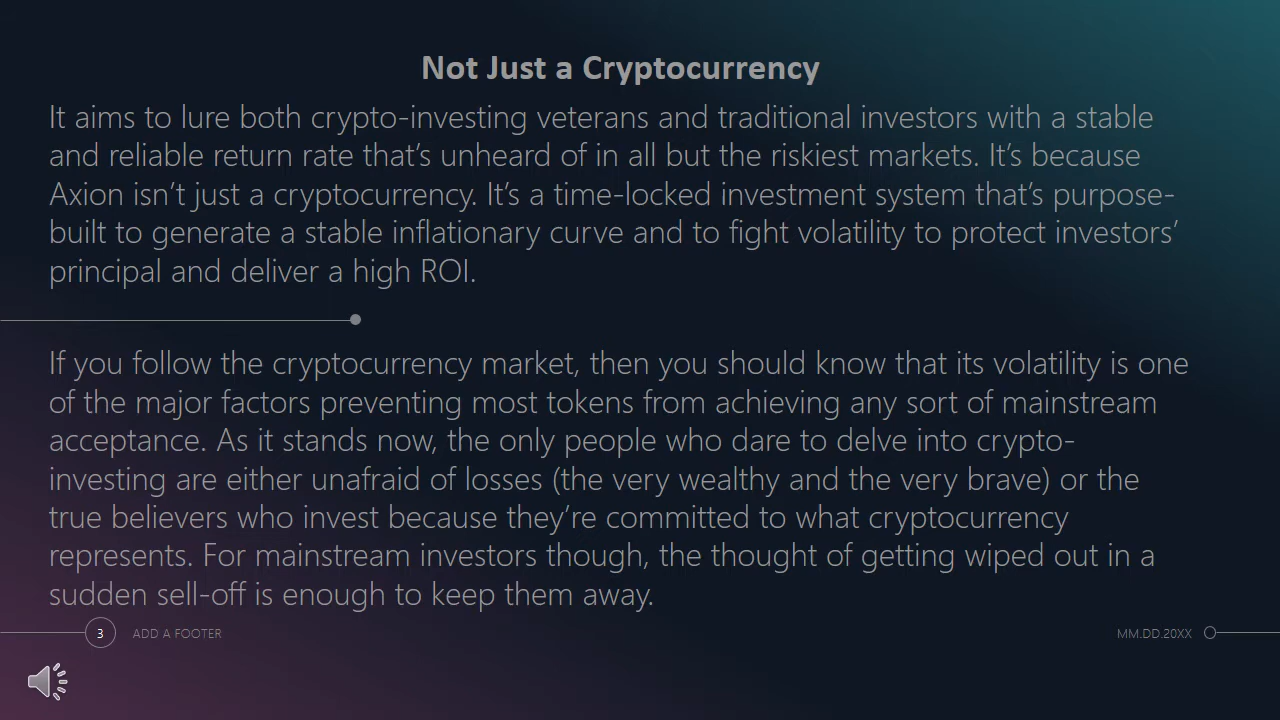 Not Just a Cryptocurrency
It aims to lure both crypto-investing veterans and traditional investors with a stable
and reliable return rate that’s unheard of in all but the riskiest markets. It’s because
Axion isn’t just a cryptocurrency. It’s a time-locked investment system that’s purpose-
built to generate a stable inflationary curve and to fight volatility to protect investors’
principal and deliver a high ROI.
If you follow the cryptocurrency market, then you should know that its volatility is one
of the major factors preventing most tokens from achieving any sort of mainstream
acceptance. As it stands now, the only people who dare to delve into crypto-
investing are either unafraid of losses (the very wealthy and the very brave) or the
true believers who invest because they’re committed to what cryptocurrency
represents. For mainstream investors though, the thought of getting wiped out in a
sudden sell-off is enough to keep them away.
3 ADD A FOOTER MM.DD.20XX